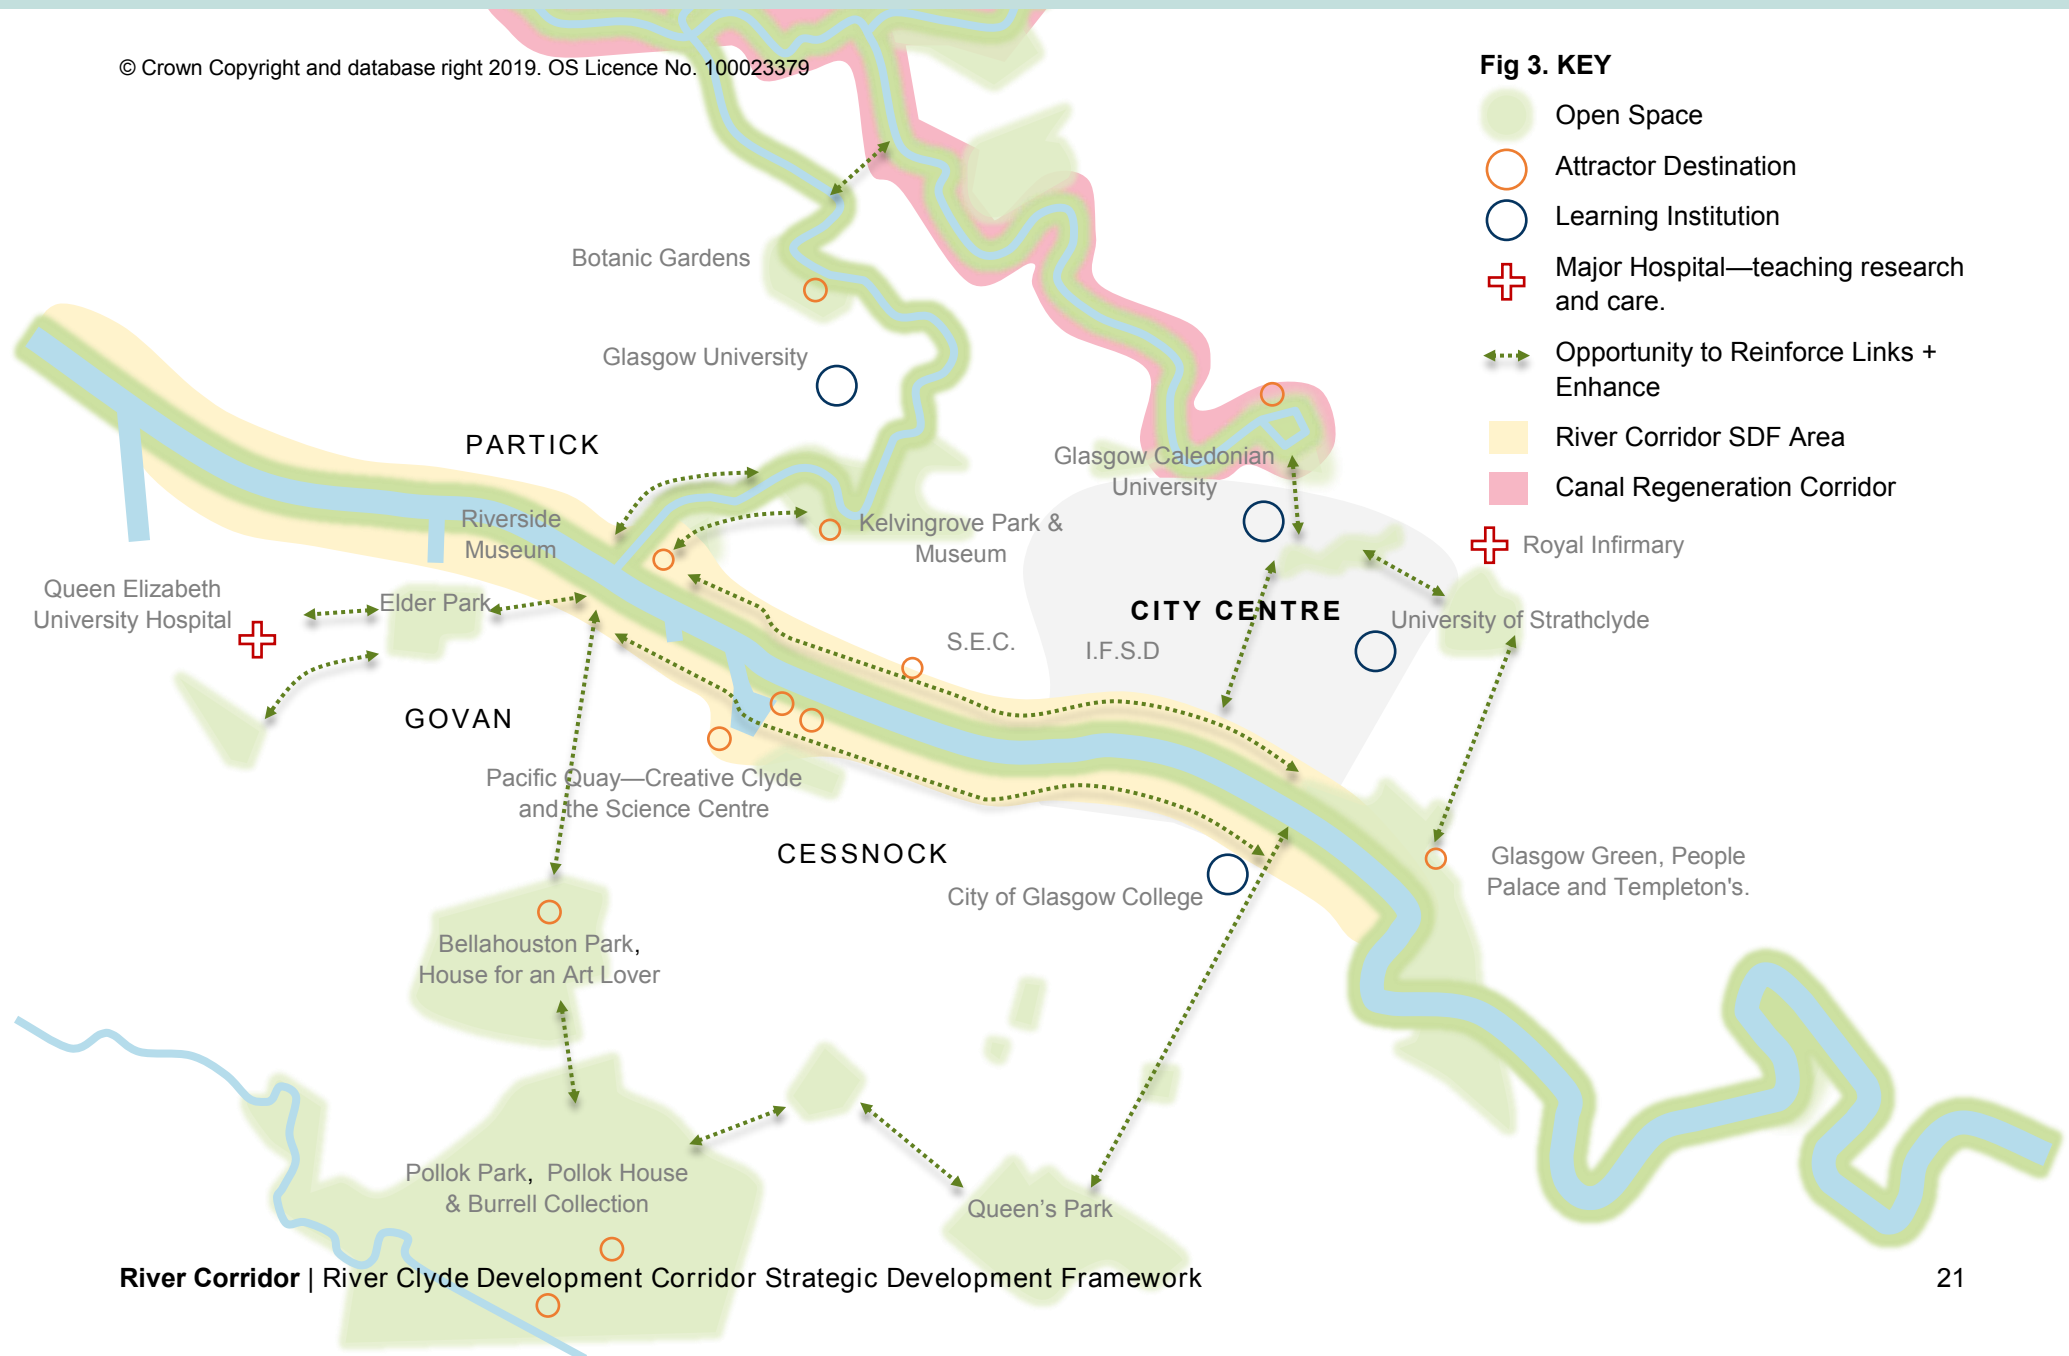 © Crown Copyright and database right 2019. OS Licence No. 100023379
Fig 3. KEY
Open Space
Attractor Destination
Learning Institution
Major Hospital—teaching research
and care.
Opportunity to Reinforce Links +
Enhance
River Corridor SDF Area
Canal Regeneration Corridor
Botanic Gardens
Glasgow University
PARTICK
Glasgow Caledonian
University
Riverside
Museum
Kelvingrove Park &
Museum
Royal Infirmary
Queen Elizabeth
University Hospital
Elder Park
CITY CENTRE
University of Strathclyde
S.E.C.
I.F.S.D
GOVAN
Pacific Quay—Creative Clyde
and the Science Centre
CESSNOCK
City of Glasgow College
Glasgow Green, People
Palace and Templeton's.
Bellahouston Park,
House for an Art Lover
Pollok Park, Pollok House
& Burrell Collection
Queen’s Park
River Corridor | River Clyde Development Corridor Strategic Development Framework
21